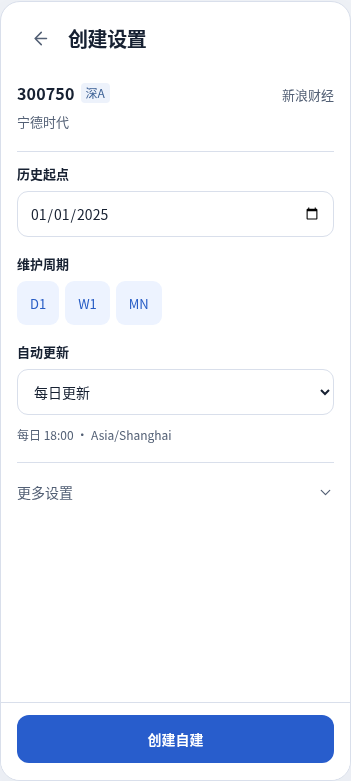 创建设置
300750 深A
新浪财经
宁德时代
历史起点
01/01/2025
维护周期
D1 W1 MN
自动更新
每日更新
每日 18:00 · Asia/Shanghai
更多设置
创建自建